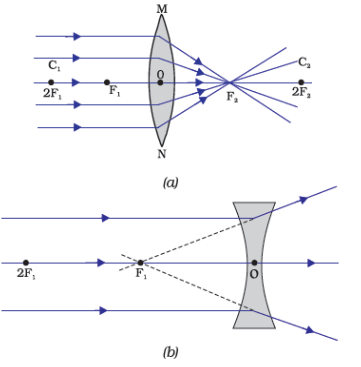 M
C₁ O C₂
2F₁ F₁ F₂ 2F₂
N
(a)
2F₁ F₁ O
(b)